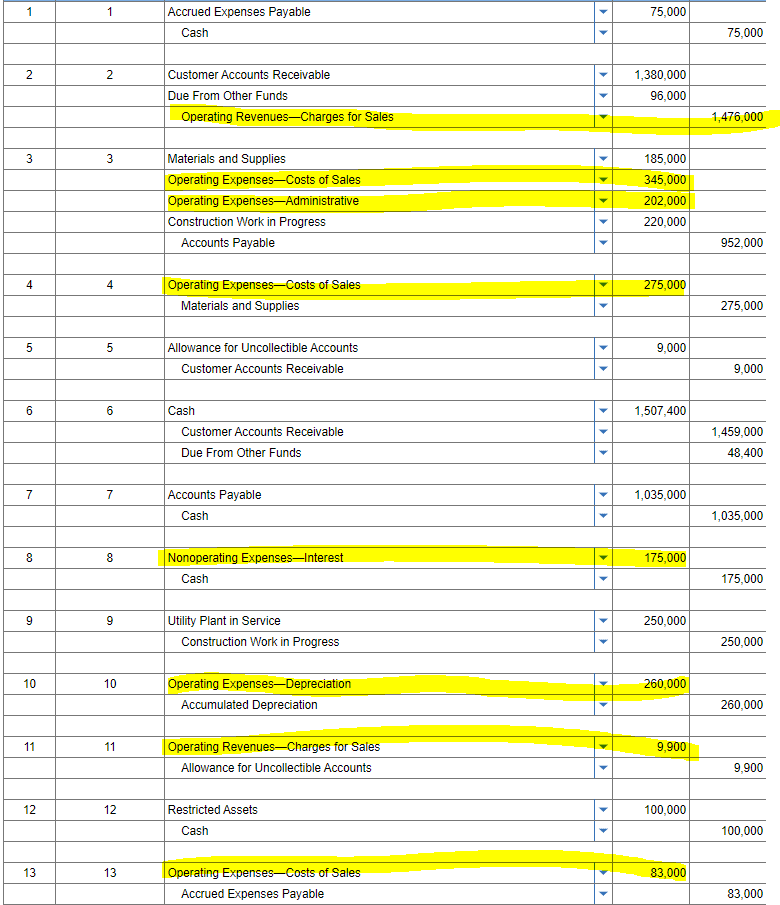 1 1 Accrued Expenses Payable 75,000
Cash 75,000
2 2 Customer Accounts Receivable 1,380,000
Due From Other Funds 96,000
Operating Revenues—Charges for Sales 1,476,000
3 3 Materials and Supplies 185,000
Operating Expenses—Costs of Sales 345,000
Operating Expenses—Administrative 202,000
Construction Work in Progress 220,000
Accounts Payable 952,000
4 4 Operating Expenses—Costs of Sales 275,000
Materials and Supplies 275,000
5 5 Allowance for Uncollectible Accounts 9,000
Customer Accounts Receivable 9,000
6 6 Cash 1,507,400
Customer Accounts Receivable 1,459,000
Due From Other Funds 48,400
7 7 Accounts Payable 1,035,000
Cash 1,035,000
8 8 Nonoperating Expenses—Interest 175,000
Cash 175,000
9 9 Utility Plant in Service 250,000
Construction Work in Progress 250,000
10 10 Operating Expenses—Depreciation 260,000
Accumulated Depreciation 260,000
11 11 Operating Revenues—Charges for Sales 9,900
Allowance for Uncollectible Accounts 9,900
12 12 Restricted Assets 100,000
Cash 100,000
13 13 Operating Expenses—Costs of Sales 83,000
Accrued Expenses Payable 83,000